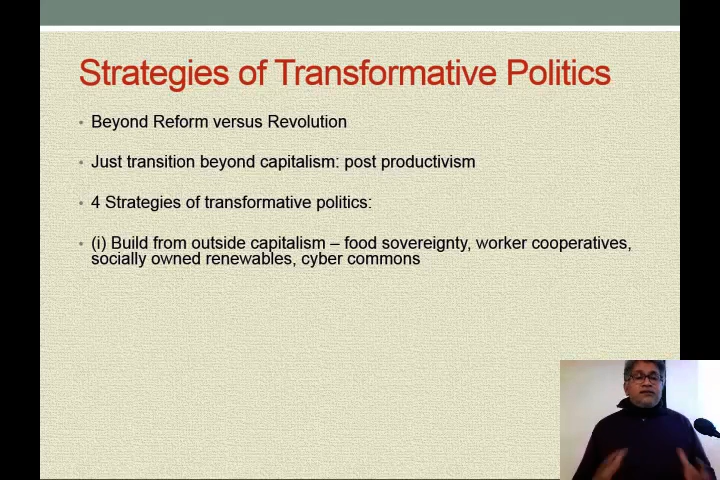 Strategies of Transformative Politics
• Beyond Reform versus Revolution
• Just transition beyond capitalism: post productivism
• 4 Strategies of transformative politics:
• (i) Build from outside capitalism – food sovereignty, worker cooperatives,
socially owned renewables, cyber commons